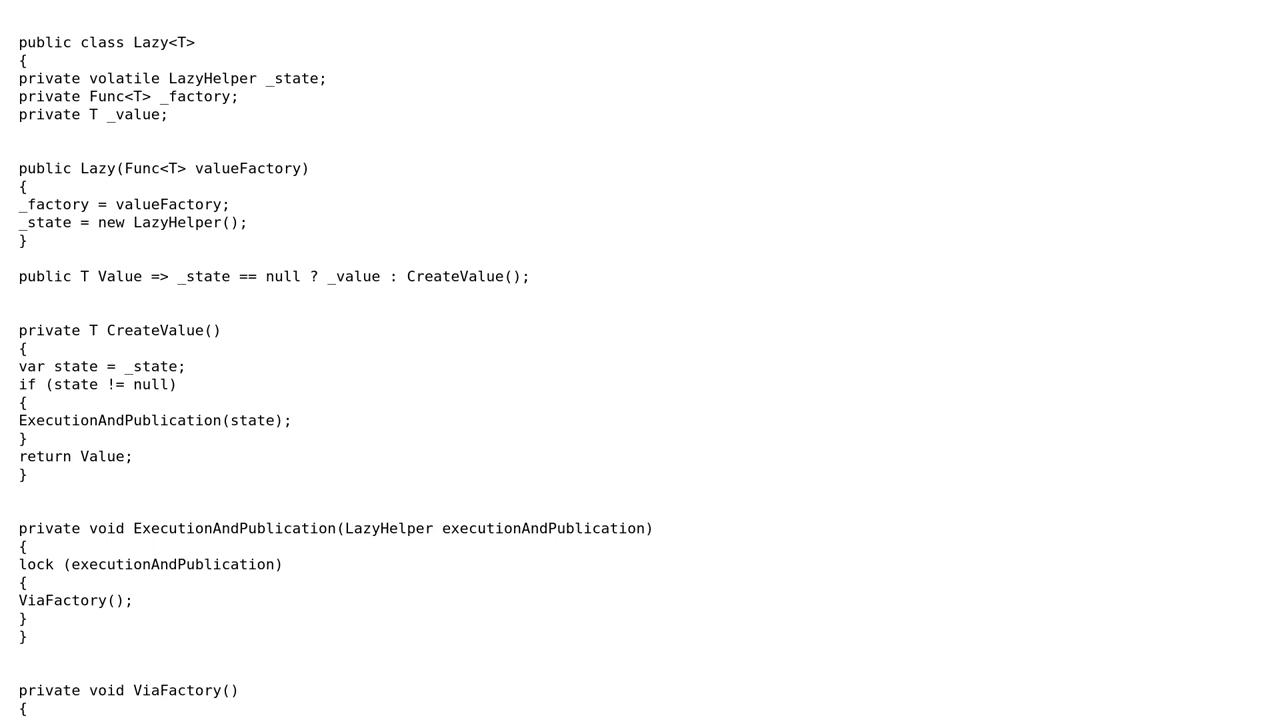 public class Lazy<T>
{
private volatile LazyHelper _state;
private Func<T> _factory;
private T _value;
public Lazy(Func<T> valueFactory)
{
_factory = valueFactory;
_state = new LazyHelper();
}
public T Value => _state == null ? _value : CreateValue();
private T CreateValue()
{
var state = _state;
if (state != null)
{
ExecutionAndPublication(state);
}
return Value;
}
private void ExecutionAndPublication(LazyHelper executionAndPublication)
{
lock (executionAndPublication)
{
ViaFactory();
}
}
private void ViaFactory()
{